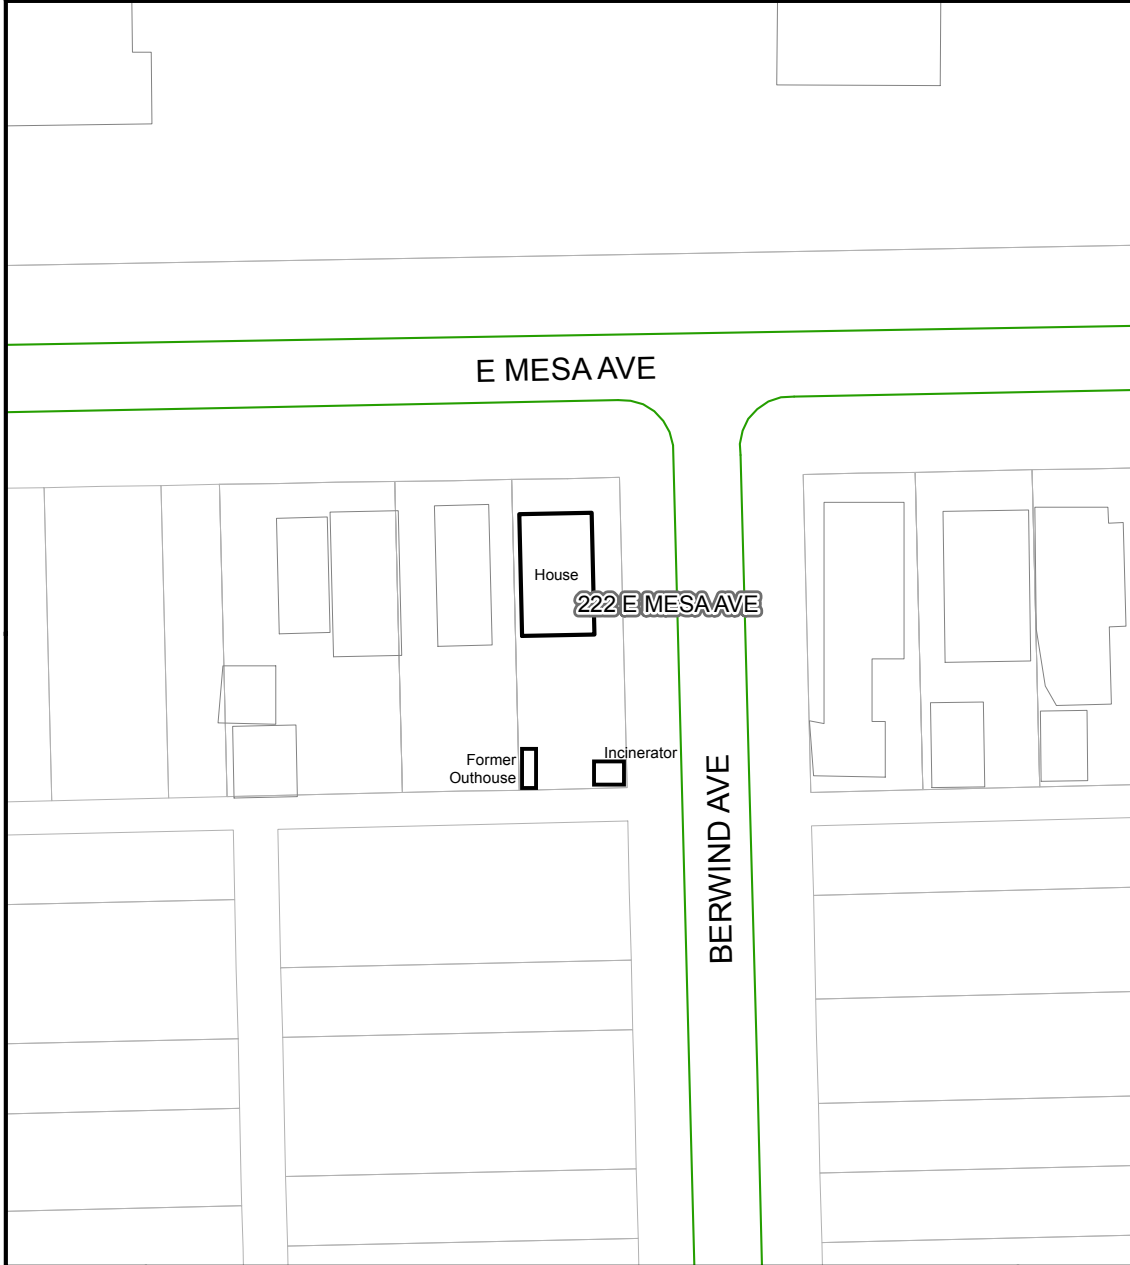 E MESA AVE
House
222 E MESA AVE
Former
Outhouse
Incinerator
BERWIND AVE